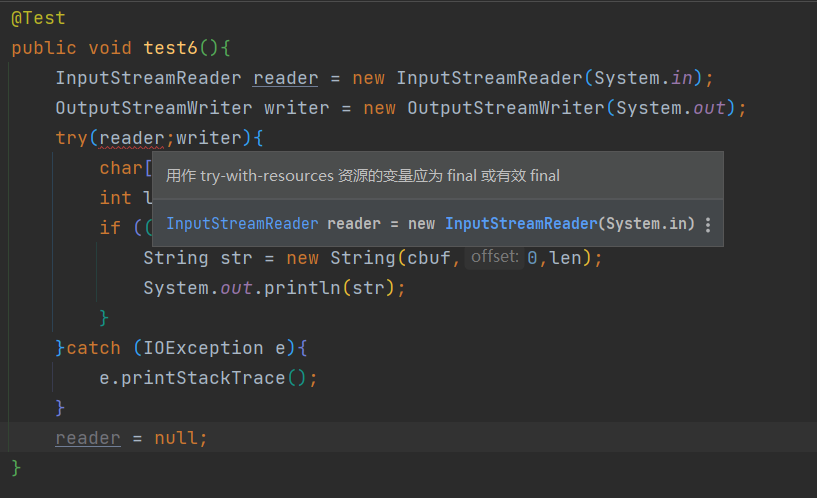 @Test
public void test6(){
InputStreamReader reader = new InputStreamReader(System.in);
OutputStreamWriter writer = new OutputStreamWriter(System.out);
try(reader;writer){
char[
用作 try-with-resources 资源的变量应为 final 或有效 final
int l
InputStreamReader reader = new InputStreamReader(System.in)
if ((
String str = new String(cbuf, offset: 0,len);
System.out.println(str);
}
}catch (IOException e){
e.printStackTrace();
}
reader = null;
}